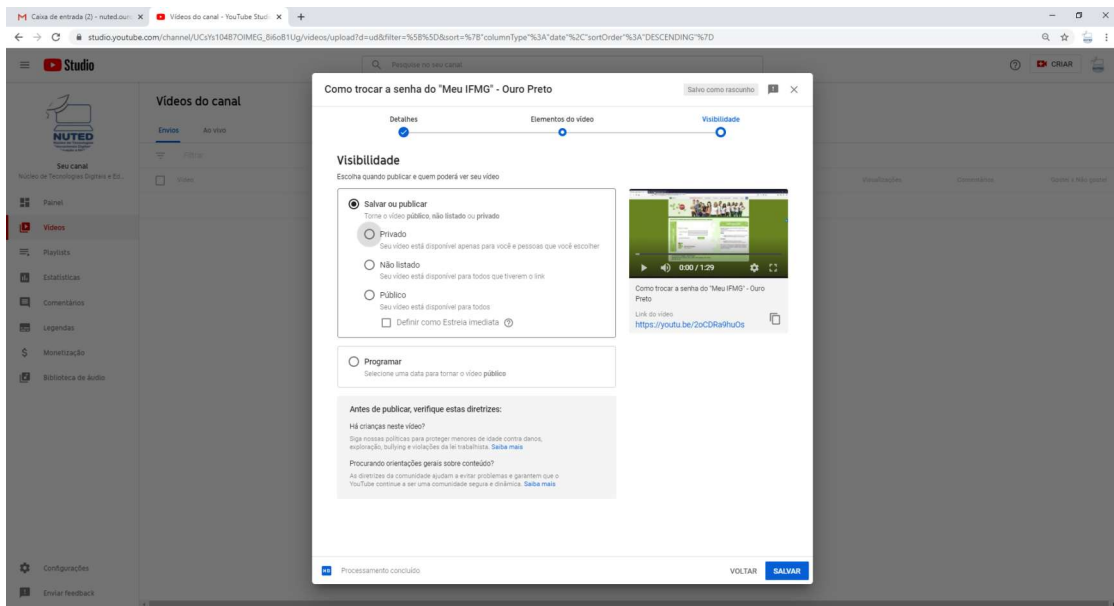 Caixa de entrada (2) - nuted.ouro
Vídeos do canal - YouTube Studio
studio.youtube.com/channel/UCsYs104B7OIMEG_8i6oB1Ug/videos/upload?d=ud&filter=%5B%5D&sort=%7B"columnType"%3A"date"%2C"sortOrder"%3A"DESCENDING"%7D
Studio
Pesquise no seu canal
CRIAR
NUTED
Seu canal
Núcleo de Tecnologias Digitais e Ed...
Painel
Vídeos
Playlists
Estatísticas
Comentários
Legendas
Monetização
Biblioteca de áudio
Configurações
Enviar feedback
Vídeos do canal
Envios
Ao vivo
Filtrar
Vídeo
Visualizações
Comentários
Como trocar a senha do "Meu IFMG" - Ouro Preto
Salvo como rascunho
Detalhes
Elementos do vídeo
Visibilidade
Visibilidade
Escolha quando publicar e quem poderá ver seu vídeo
Salvar ou publicar
Torne o vídeo público, não listado ou privado
Privado
Seu vídeo está disponível apenas para você e pessoas que você escolher
Não listado
Seu vídeo está disponível para todos que tiverem o link
Público
Seu vídeo está disponível para todos
Definir como Estreia imediata
Programar
Selecione uma data para tornar o vídeo público
Antes de publicar, verifique estas diretrizes:
Há crianças neste vídeo?
Siga nossas políticas para proteger menores de idade contra danos,
exploração, bullying e violações da lei trabalhista. Saiba mais
Procurando orientações gerais sobre conteúdo?
As diretrizes da comunidade ajudam a evitar problemas e garantem que o
YouTube continue a ser uma comunidade segura e dinâmica. Saiba mais
0:00 / 1:29
Como trocar a senha do "Meu IFMG" - Ouro
Preto
Link do vídeo
https://youtu.be/2oCDRa9huOs
HD
Processamento concluído
VOLTAR
SALVAR